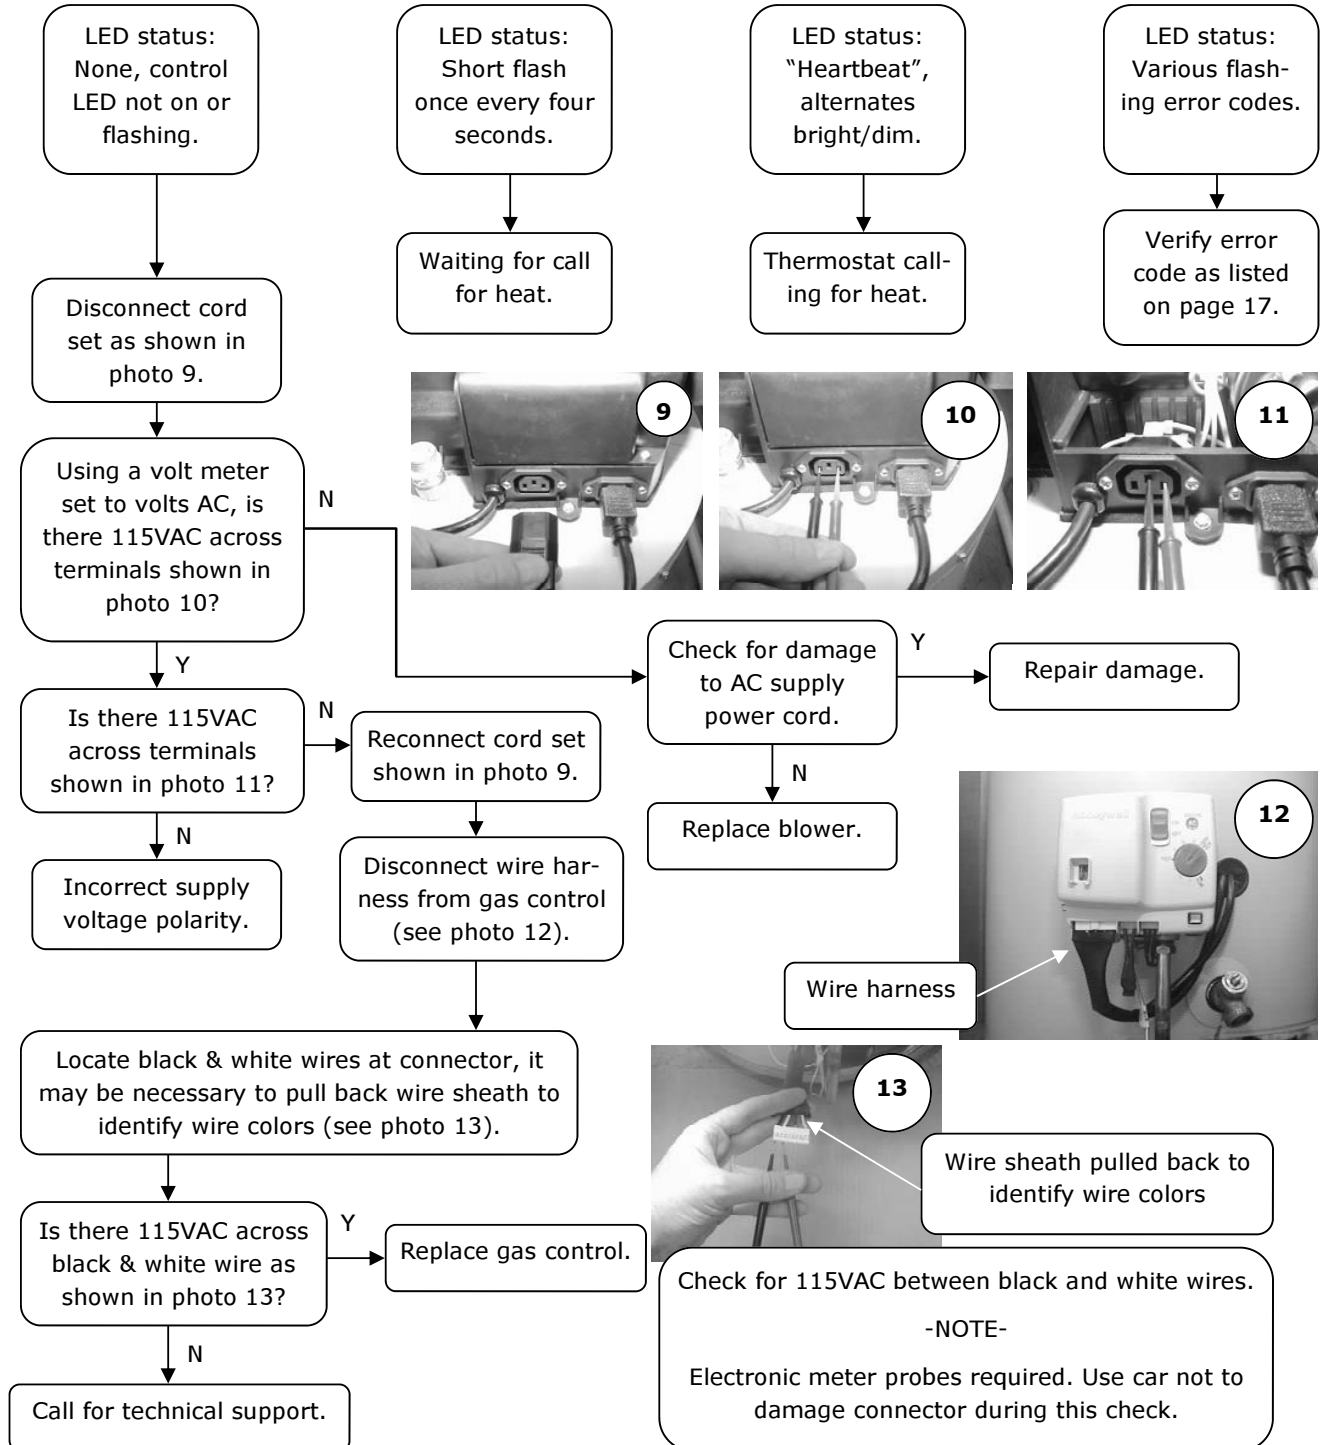 LED status:
None, control
LED not on or
flashing.
LED status:
Short flash
once every four
seconds.
LED status:
“Heartbeat”,
alternates
bright/dim.
LED status:
Various flash-
ing error codes.
Waiting for call
for heat.
Thermostat call-
ing for heat.
Verify error
code as listed
on page 17.
Disconnect cord
set as shown in
photo 9.
9
10
11
Using a volt meter
set to volts AC, is
there 115VAC across
terminals shown in
photo 10?
N
Y
Check for damage
to AC supply
power cord.
Y
Repair damage.
N
Replace blower.
Is there 115VAC
across terminals
shown in photo 11?
N
Reconnect cord set
shown in photo 9.
N
Incorrect supply
voltage polarity.
Disconnect wire har-
ness from gas control
(see photo 12).
12
Honeywell
Wire harness
Locate black & white wires at connector, it
may be necessary to pull back wire sheath to
identify wire colors (see photo 13).
13
Wire sheath pulled back to
identify wire colors
Is there 115VAC across
black & white wire as
shown in photo 13?
Y
Replace gas control.
N
Call for technical support.
Check for 115VAC between black and white wires.
-NOTE-
Electronic meter probes required. Use car not to
damage connector during this check.